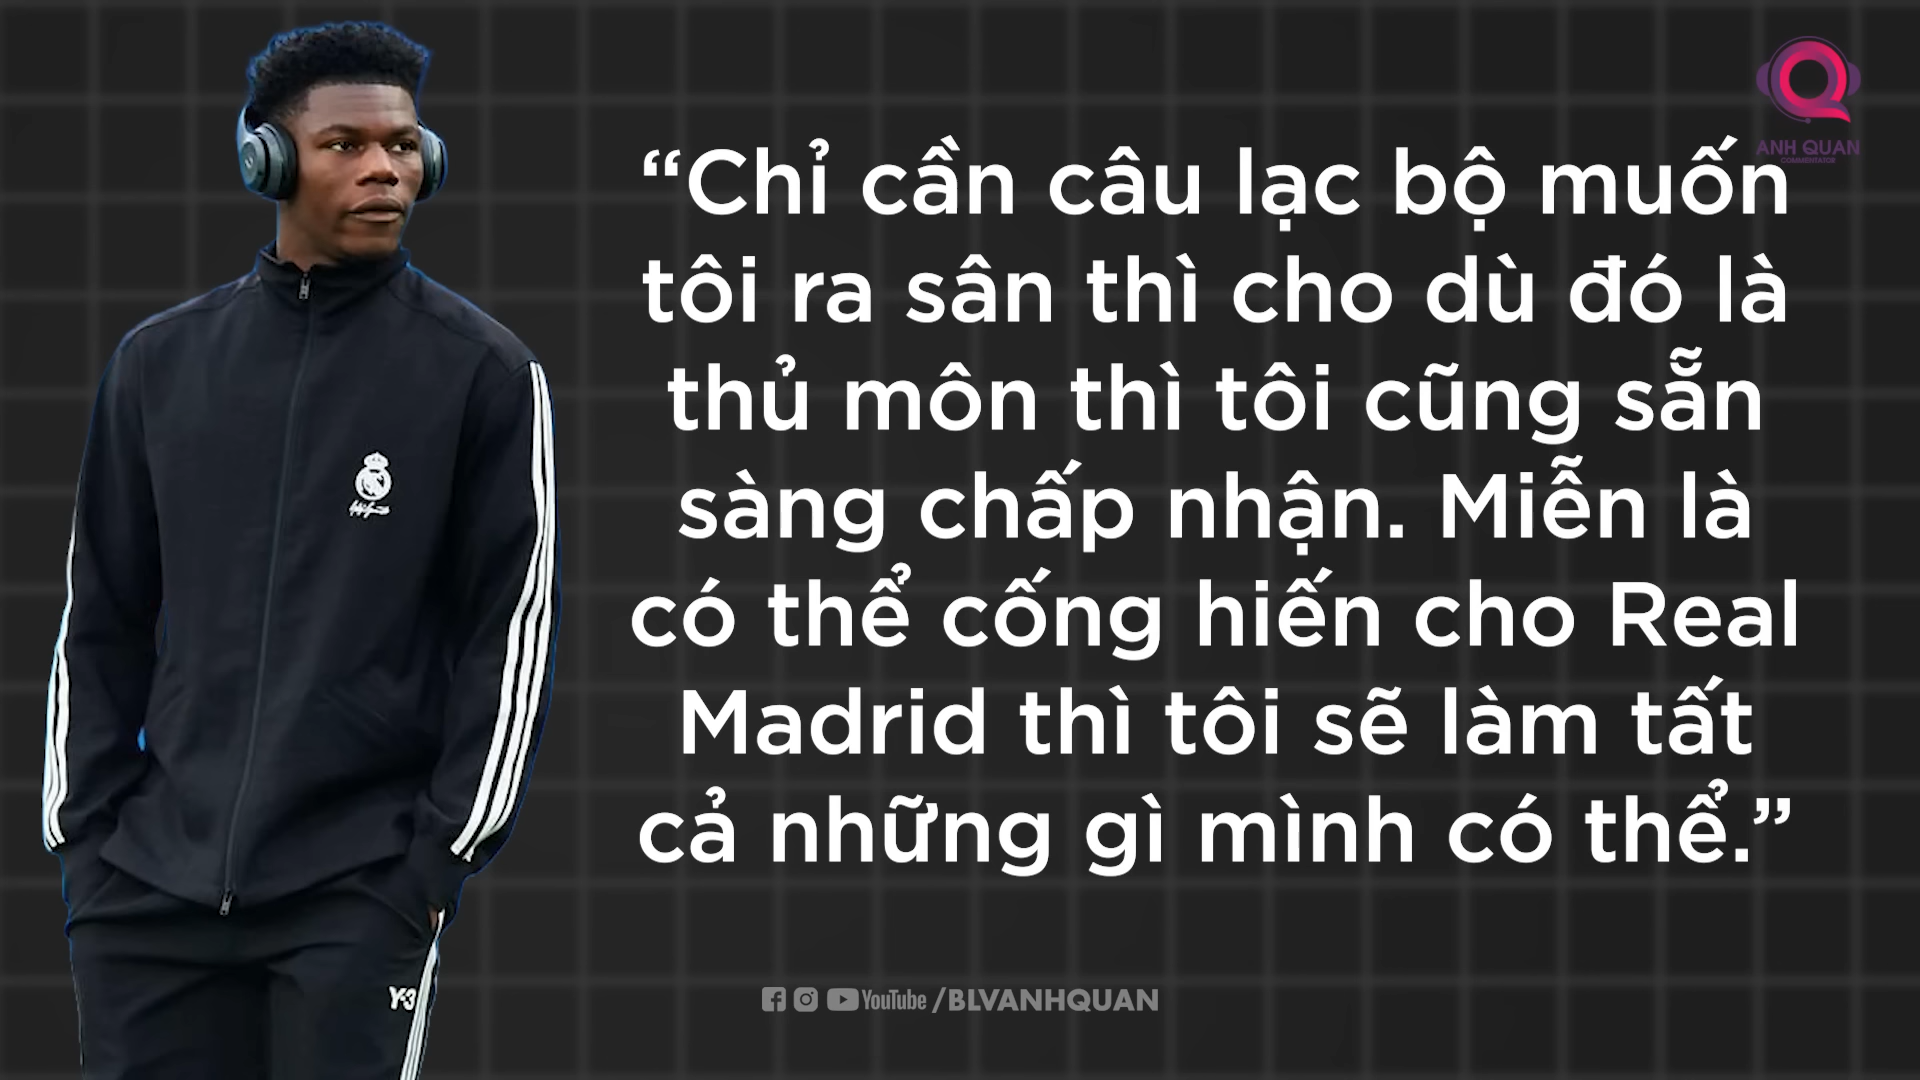 ANH QUAN
COMMENTATOR
“Chỉ cần câu lạc bộ muốn
tôi ra sân thì cho dù đó là
thủ môn thì tôi cũng sẵn
sàng chấp nhận. Miễn là
có thể cống hiến cho Real
Madrid thì tôi sẽ làm tất
cả những gì mình có thể.”
Y-3
YouTube /BLVANHQUAN